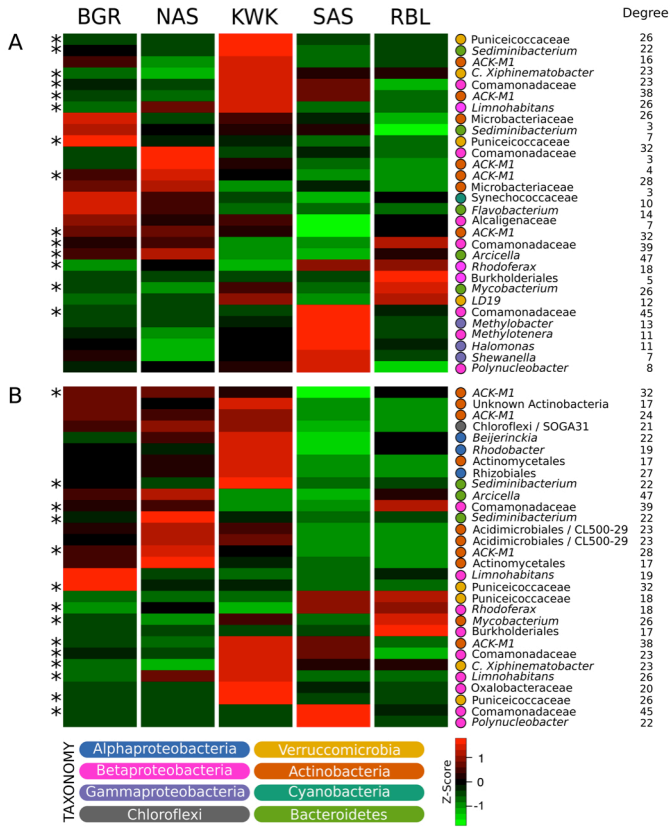 BGR NAS KWK SAS RBL Degree
A
* Puniceicoccaceae 26
* Sediminibacterium 22
ACK-M1 16
* C. Xiphinematobacter 23
* Comamonadaceae 23
* ACK-M1 38
* Limnohabitans 26
26
Microbacteriaceae 3
Sediminibacterium 7
* Puniceicoccaceae 32
Comamonadaceae 3
ACK-M1 4
* ACK-M1 28
Microbacteriaceae 3
Synechococcaceae 10
Flavobacterium 14
Alcaligenaceae 7
* ACK-M1 32
* Comamonadaceae 39
* Arcicella 47
* Rhodoferax 18
Burkholderiales 5
* Mycobacterium 26
LD19 12
* Comamonadaceae 45
Methylobacter 13
Methylotenera 11
Halomonas 11
Shewanella 7
Polynucleobacter 8
B
* ACK-M1 32
Unknown Actinobacteria 17
ACK-M1 24
Chloroflexi / SOGA31 21
Beijerinckia 22
Rhodobacter 19
Actinomycetales 17
Rhizobiales 27
* Sediminibacterium 22
Arcicella 47
* Comamonadaceae 39
* Sediminibacterium 22
Acidimicrobiales / CL500-29 23
Acidimicrobiales / CL500-29 23
* ACK-M1 28
Actinomycetales 17
Limnohabitans 19
* Puniceicoccaceae 32
Puniceicoccaceae 18
* Rhodoferax 18
* Mycobacterium 26
Burkholderiales 17
* ACK-M1 38
* Comamonadaceae 23
* C. Xiphinematobacter 23
* Limnohabitans 26
Oxalobacteraceae 20
* Puniceicoccaceae 26
* Comamonadaceae 45
Polynucleobacter 22
TAXONOMY
Alphaproteobacteria Verrucomicrobia
Betaproteobacteria Actinobacteria
Gammaproteobacteria Cyanobacteria
Chloroflexi Bacteroidetes
Z-Score
1
0
-1